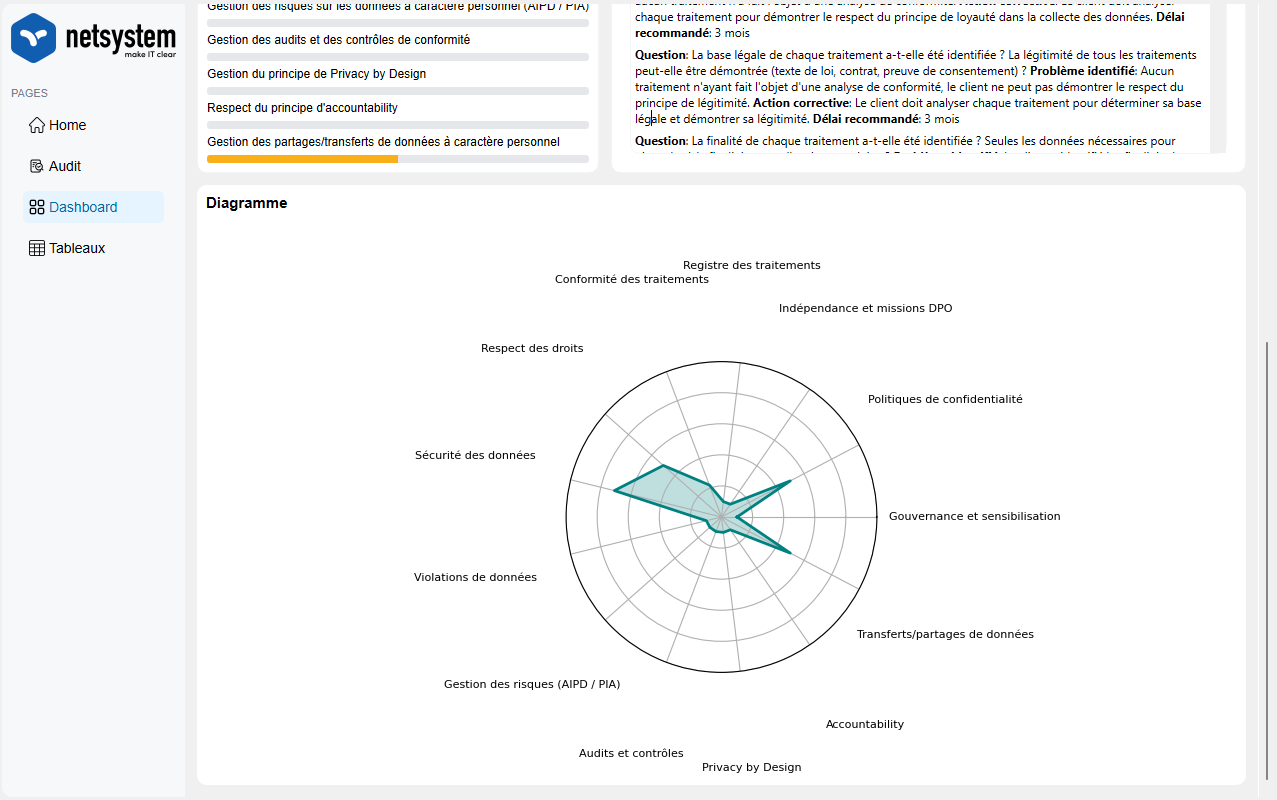 netsystem
make IT clear
PAGES
Home
Audit
Dashboard
Tableaux
Gestion des risques sur les données à caractère personnel (AIPD / PIA)
Gestion des audits et des contrôles de conformité
Gestion du principe de Privacy by Design
Respect du principe d'accountability
Gestion des partages/transferts de données à caractère personnel
chaque traitement pour démontrer le respect du principe de loyauté dans la collecte des données. Délai
recommandé: 3 mois
Question: La base légale de chaque traitement a-t-elle été identifiée ? La légitimité de tous les traitements
peut-elle être démontrée (texte de loi, contrat, preuve de consentement) ? Problème identifié: Aucun
traitement n'ayant fait l'objet d'une analyse de conformité, le client ne peut pas démontrer le respect du
principe de légitimité. Action corrective: Le client doit analyser chaque traitement pour déterminer sa base
légale et démontrer sa légitimité. Délai recommandé: 3 mois
Question: La finalité de chaque traitement a-t-elle été identifiée ? Seules les données nécessaires pour
Diagramme
Registre des traitements
Conformité des traitements
Indépendance et missions DPO
Respect des droits
Politiques de confidentialité
Sécurité des données
Gouvernance et sensibilisation
Violations de données
Transferts/partages de données
Gestion des risques (AIPD / PIA)
Accountability
Audits et contrôles
Privacy by Design